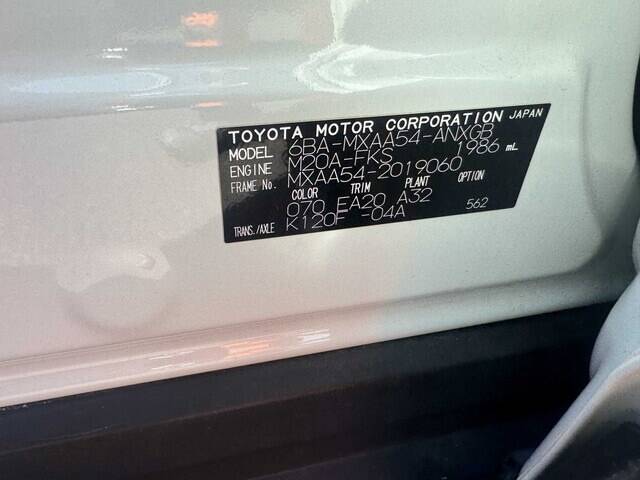 TOYOTA MOTOR CORPORATION JAPAN
MODEL 6BA-MXAA54-ANXGB
ENGINE M20A-FKS 1986 mL
FRAME No. MXAA54-2019060
COLOR TRIM PLANT OPTION
070 EA20 A32
TRANS./AXLE K120F -04A 562